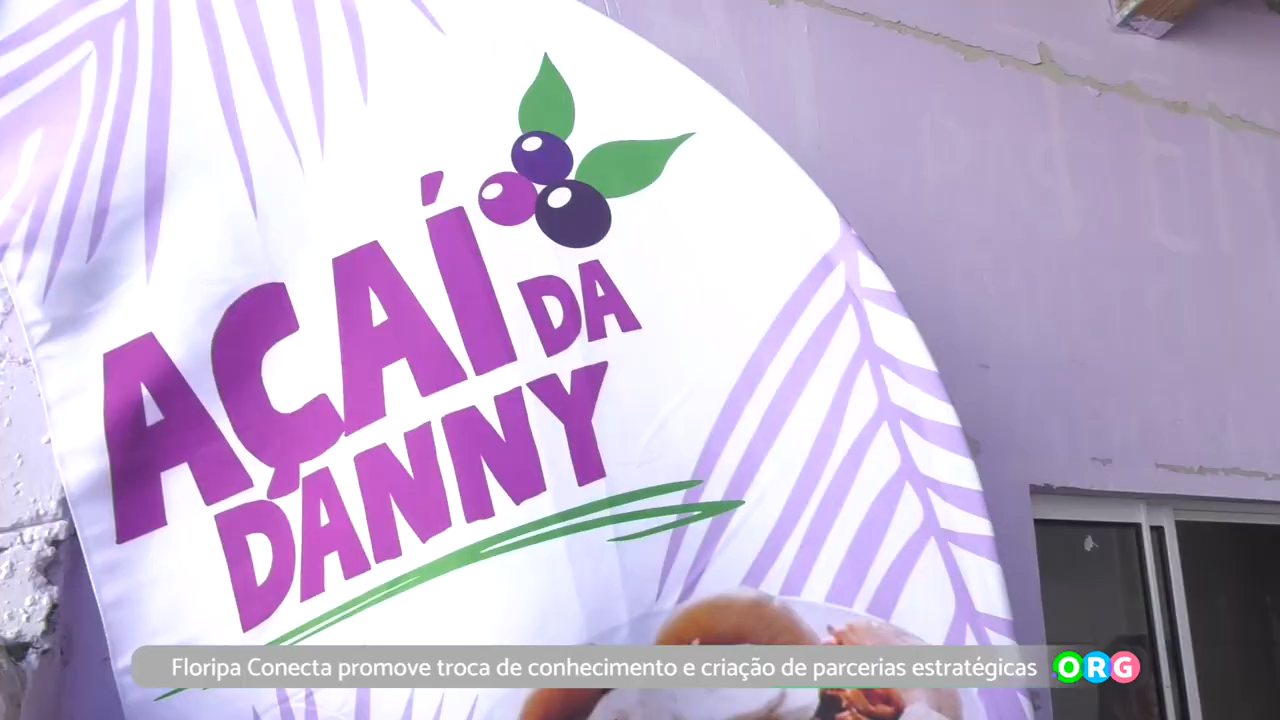 AÇAÍ DA
DANNY
Floripa Conecta promove troca de conhecimento e criação de parcerias estratégicas
ORG